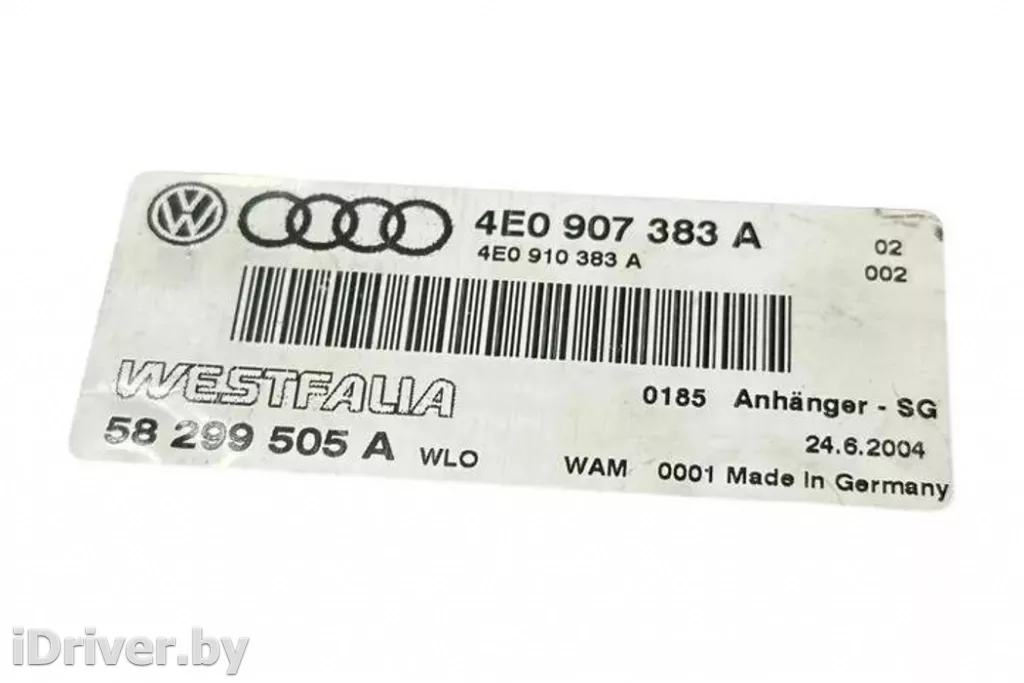 4E0 907 383 A
4E0 910 383 A
02
002
WESTFALIA
0185 Anhänger - SG
58 299 505 A WLO
24.6.2004
WAM 0001 Made in Germany
iDriver.by